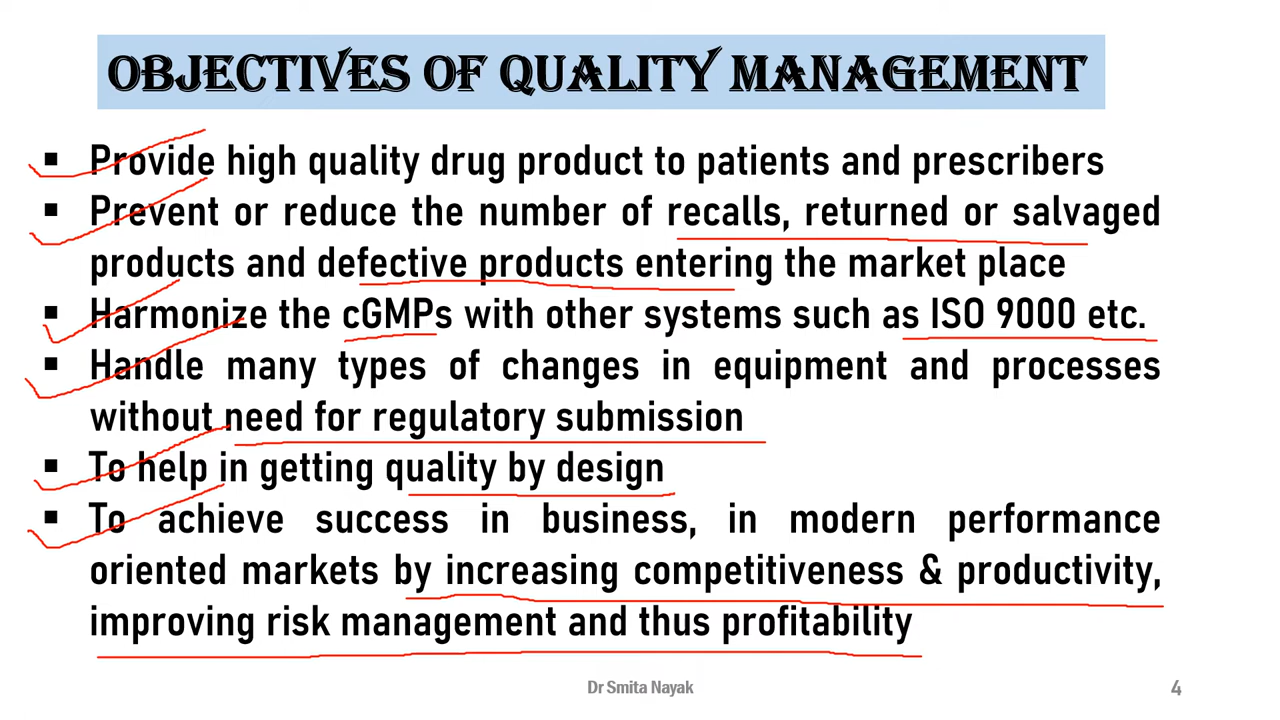 OBJECTIVES OF QUALITY MANAGEMENT
▪ Provide high quality drug product to patients and prescribers
▪ Prevent or reduce the number of recalls, returned or salvaged
products and defective products entering the market place
▪ Harmonize the cGMPs with other systems such as ISO 9000 etc.
▪ Handle many types of changes in equipment and processes
without need for regulatory submission
▪ To help in getting quality by design
▪ To achieve success in business, in modern performance
oriented markets by increasing competitiveness & productivity,
improving risk management and thus profitability
Dr Smita Nayak
4